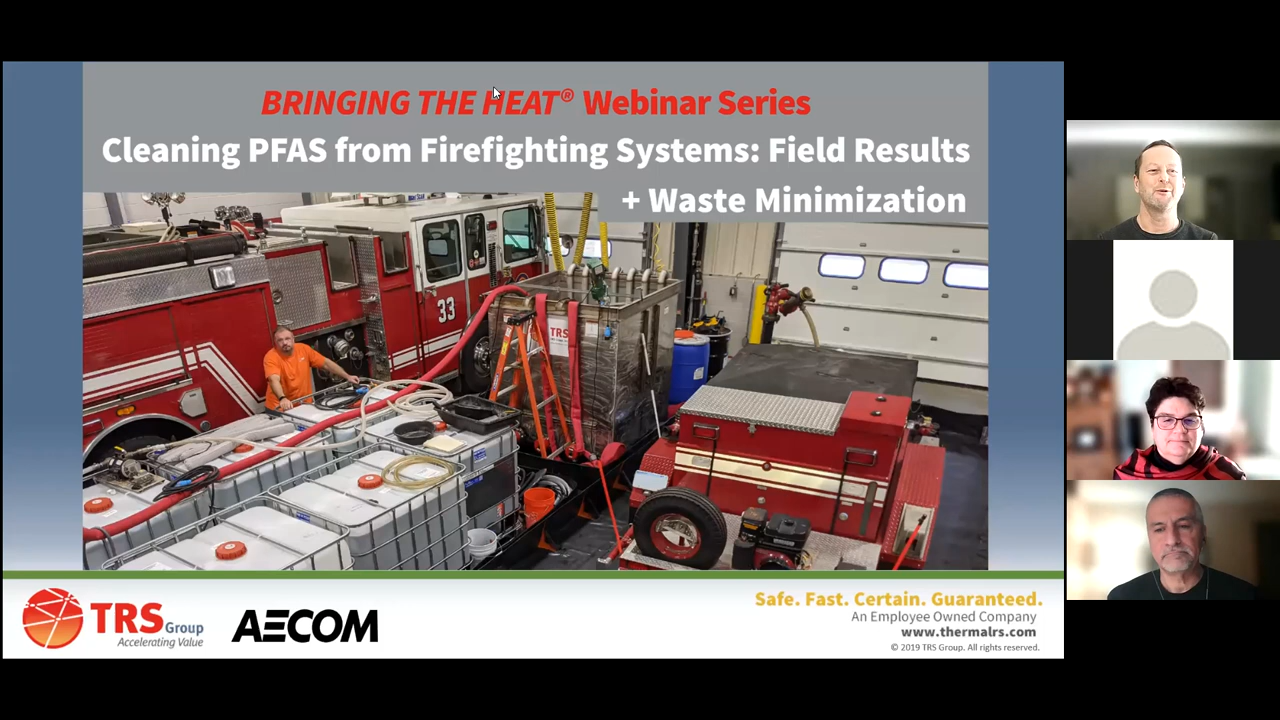 BRINGING THE HEAT® Webinar Series
Cleaning PFAS from Firefighting Systems: Field Results
+ Waste Minimization
33
TRS
TRS Group
Accelerating Value
AECOM
Safe. Fast. Certain. Guaranteed.
An Employee Owned Company
www.thermalrs.com
© 2019 TRS Group. All rights reserved.